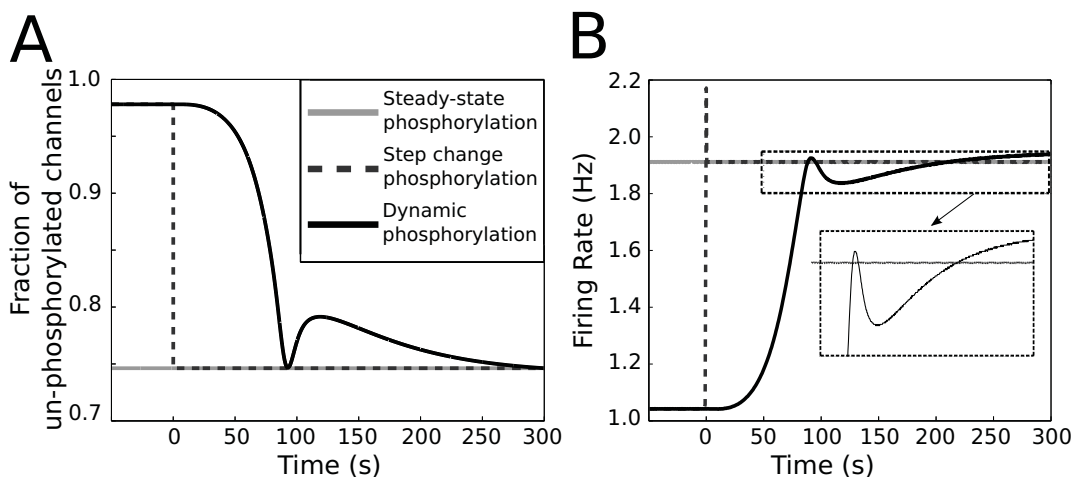 A
Fraction of
un-phosphorylated channels
1.0
0.9
0.8
0.7
0
50
100
150
200
250
300
Time (s)
Steady-state
phosphorylation
Step change
phosphorylation
Dynamic
phosphorylation
B
Firing Rate (Hz)
2.2
2.0
1.8
1.6
1.4
1.2
1.0
0
50
100
150
200
250
300
Time (s)